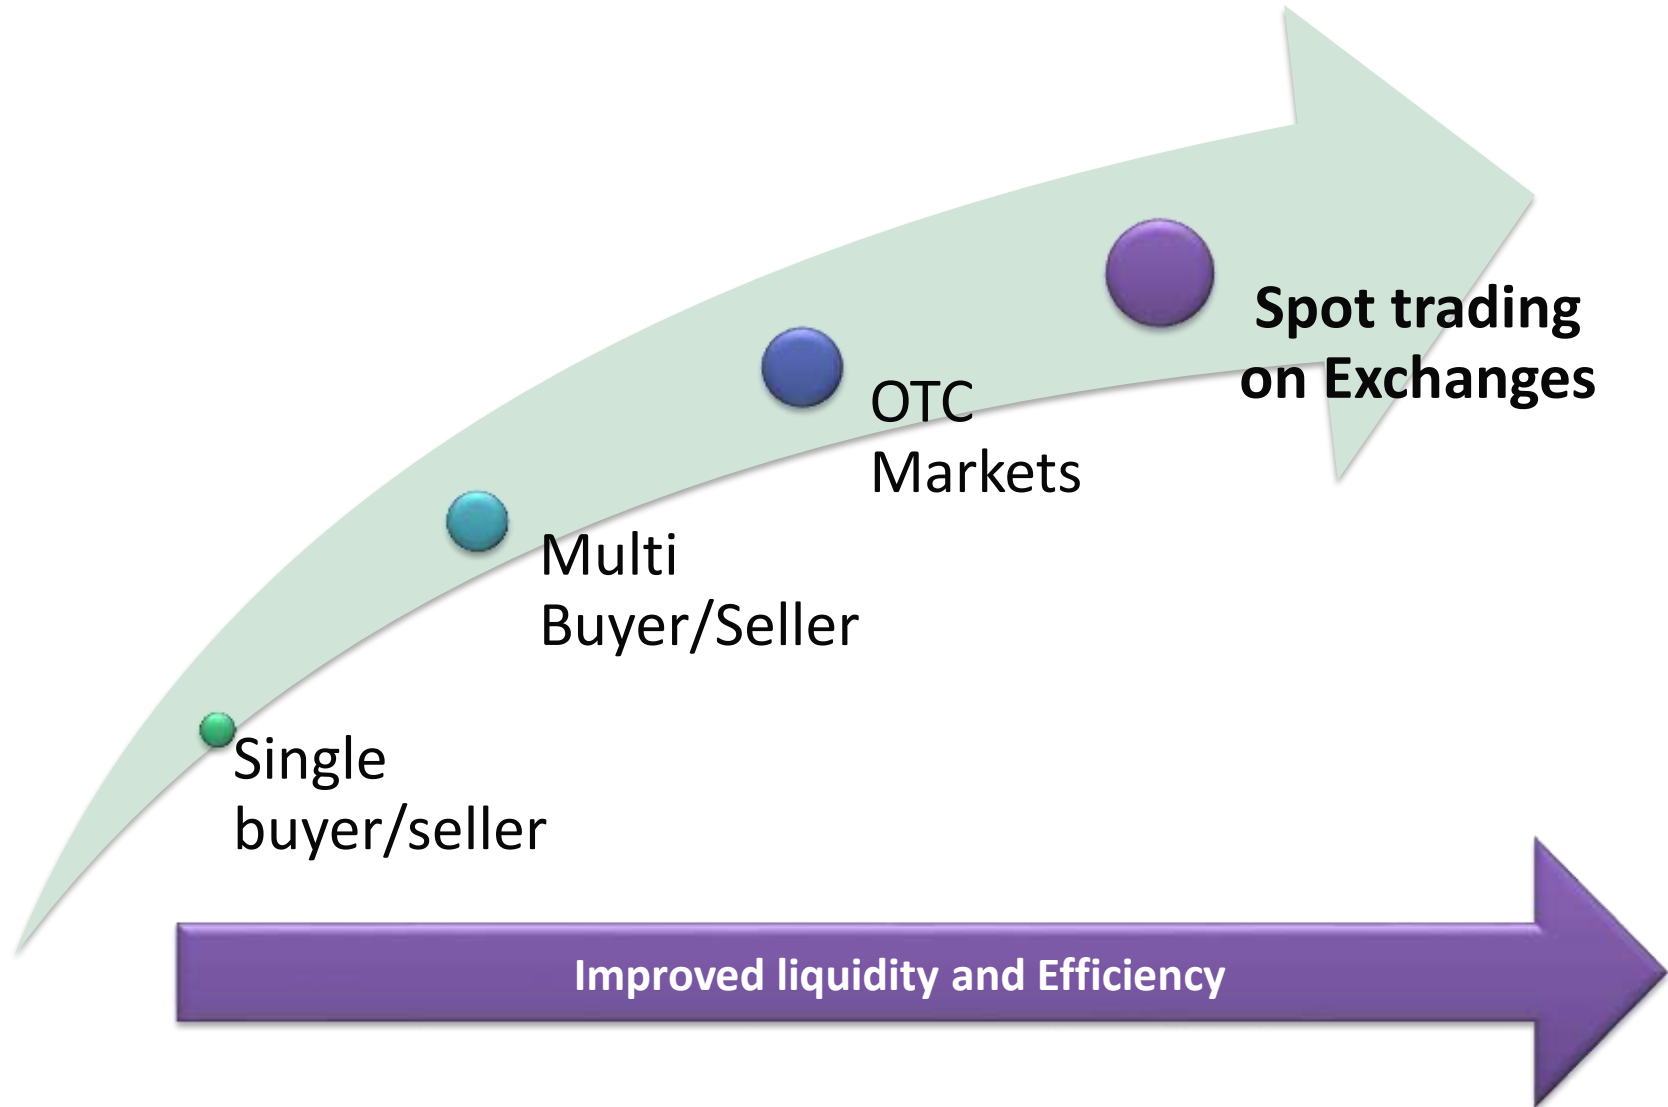 Spot trading
on Exchanges
OTC
Markets
Multi
Buyer/Seller
Single
buyer/seller
Improved liquidity and Efficiency